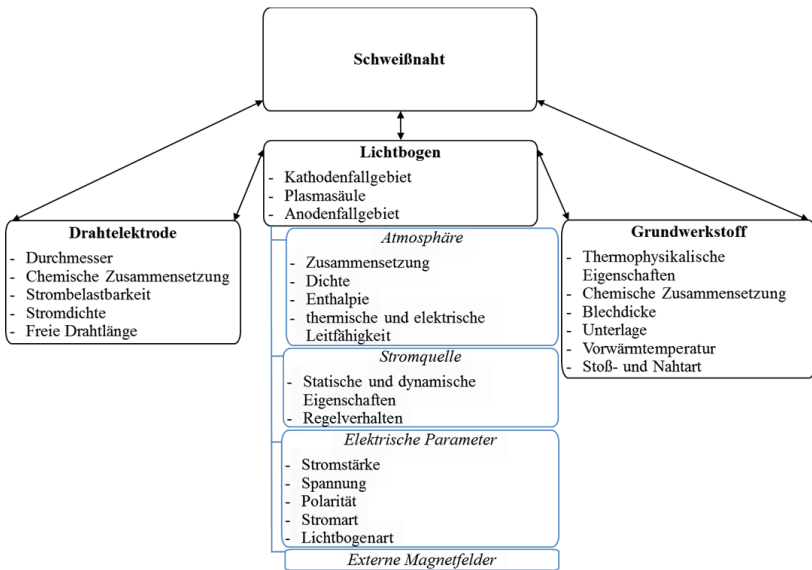 Schweißnaht
Lichtbogen
- Kathodenfallgebiet
- Plasmasäule
- Anodenfallgebiet
Drahtelektrode
- Durchmesser
- Chemische Zusammensetzung
- Strombelastbarkeit
- Stromdichte
- Freie Drahtlänge
Atmosphäre
- Zusammensetzung
- Dichte
- Enthalpie
- thermische und elektrische
Leitfähigkeit
Stromquelle
- Statische und dynamische
Eigenschaften
- Regelverhalten
Elektrische Parameter
- Stromstärke
- Spannung
- Polarität
- Stromart
- Lichtbogenart
Externe Magnetfelder
Grundwerkstoff
- Thermophysikalische
Eigenschaften
- Chemische Zusammensetzung
- Blechdicke
- Unterlage
- Vorwärmtemperatur
- Stoß- und Nahtart